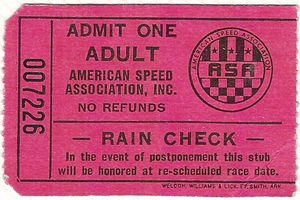 ADMIT ONE
ADULT
AMERICAN SPEED
ASSOCIATION, INC.
NO REFUNDS
AMERICAN SPEED ASSOCIATION
ASA
007226
— RAIN CHECK —
In the event of postponement this stub
will be honored at re-scheduled race date.
WELDON, WILLIAMS & LICK, FT. SMITH, ARK.